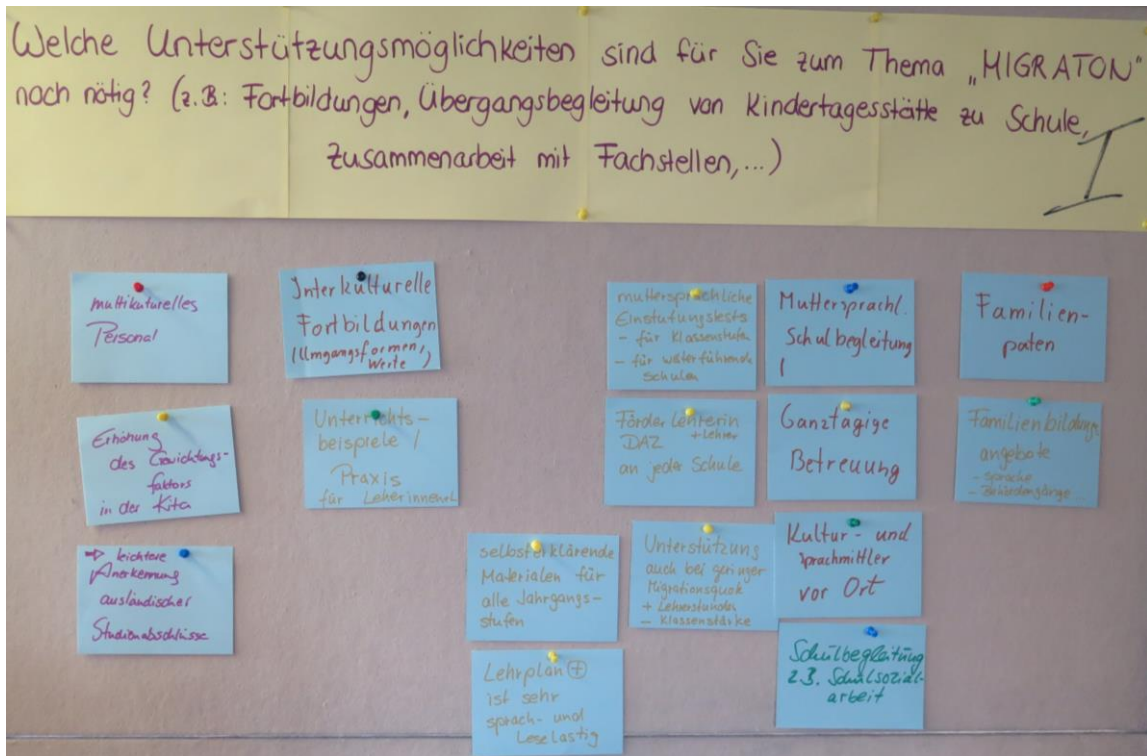 Welche Unterstützungsmöglichkeiten sind für Sie zum Thema „MIGRATON"
noch nötig? (z.B: Fortbildungen, Übergangsbegleitung von Kindertagesstätte zu Schule,
Zusammenarbeit mit Fachstellen,...)
I
multikulturelles
Personal
Erhöhung
des Gewichtungs-
faktors
in der Kita
→ leichtere
Anerkennung
ausländischer
Studienabschlüsse
Interkulturelle
Fortbildungen
(Umgangsformen,
Werte)
Unterrichts-
beispiele /
Praxis
für
muttersprachliche
Einstufungstests
- für Klassenstufen
- für weiterführende
Schulen
Förderlehrerin
DAZ + Lehrer
an jeder Schule
selbsterklärende
Materialen für
alle Jahrgangs-
stufen
Unterstützung
auch bei geringer
Migrationsquote
+ Lehrerstunden
- Klassenstärke
Lehrplan +
ist sehr
sprach- und
Leselastig
Muttersprachl.
Schulbegleitung
(
Ganztägige
Betreuung
Kultur- und
Sprachmittler
vor Ort
Schulbegleitung
z.B. Schulsozial-
arbeit
Familien-
paten
Familienbildungs-
angebote
- Sprache
- Behördengänge